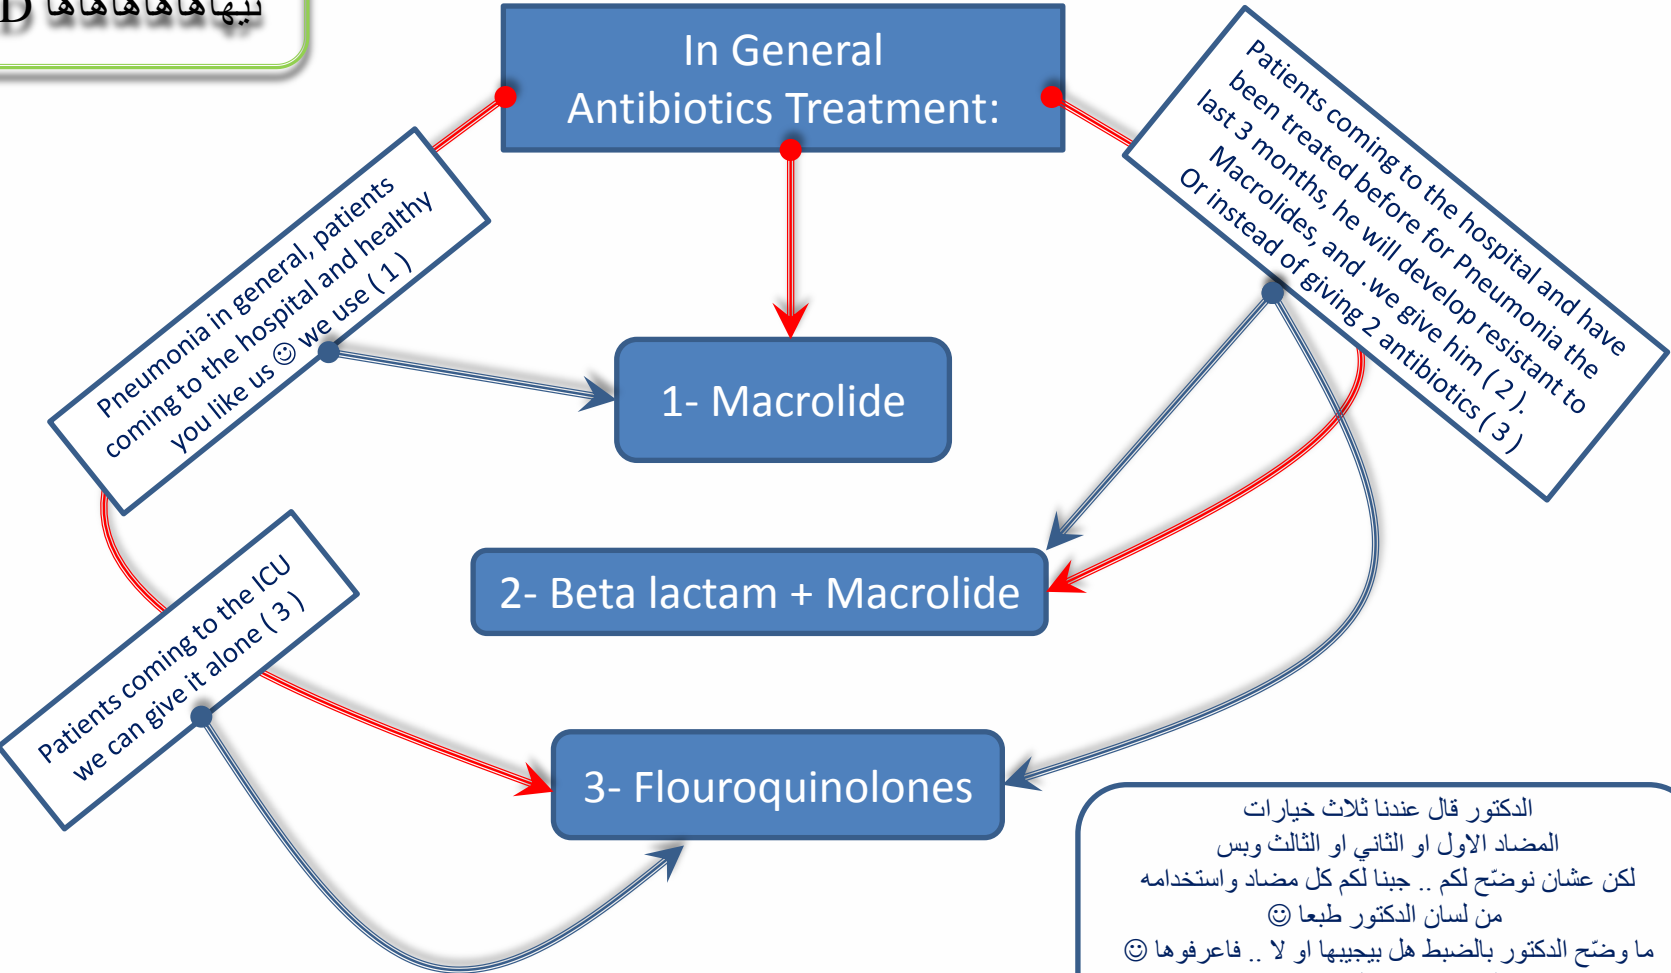 تيهاهاهاهاهاها D
In General
Antibiotics Treatment:
Pneumonia in general, patients
coming to the hospital and healthy
you like us ☺ we use ( 1 )
Patients coming to the hospital and have
been treated before for Pneumonia the
last 3 months, he will develop resistant to
Macrolides, and .we give him ( 2 ).
Or instead of giving 2 antibiotics ( 3 )
1- Macrolide
2- Beta lactam + Macrolide
Patients coming to the ICU
we can give it alone ( 3 )
3- Flouroquinolones
الدكتور قال عندنا ثلاث خيارات
المضاد الاول او الثاني او الثالث وبس
لكن عشان نوضّح لكم .. جبنا لكم كل مضاد واستخدامه
من لسان الدكتور طبعا ☺
ما وضّح الدكتور بالضبط هل بيجيبها او لا .. فاعرفوها ☺